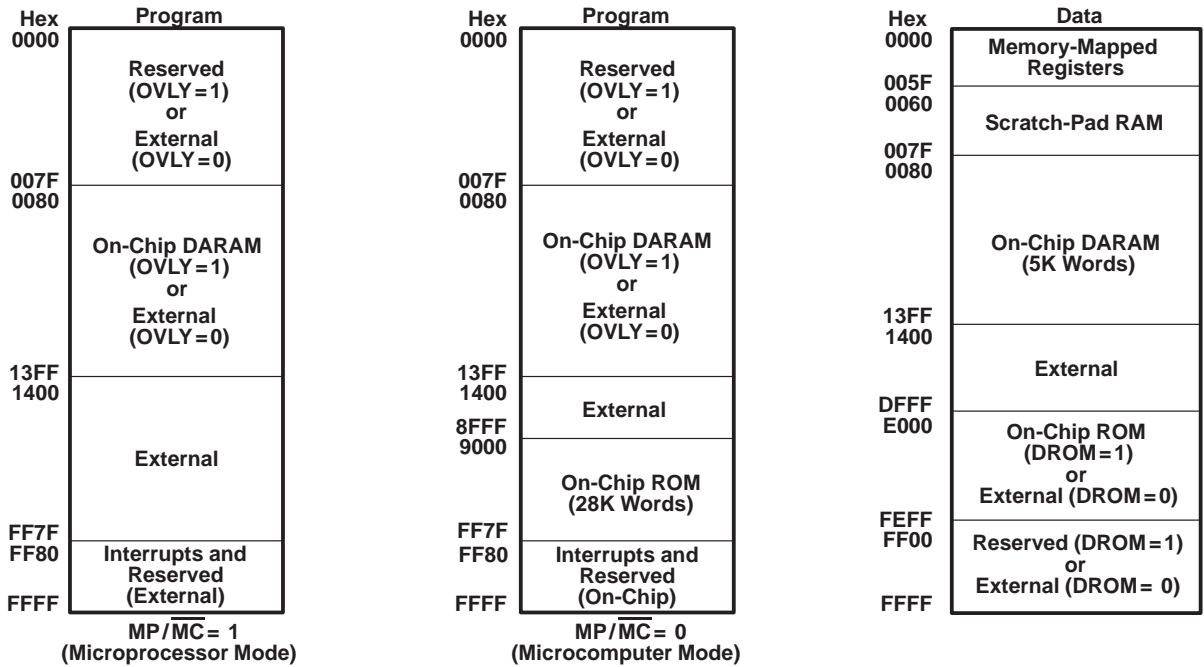 Hex
Program
0000
Reserved
(OVLY = 1)
or
External
(OVLY = 0)
007F
0080
On-Chip DARAM
(OVLY = 1)
or
External
(OVLY = 0)
13FF
1400
External
FF7F
FF80
Interrupts and
Reserved
(External)
FFFF
MP/MC = 1
(Microprocessor Mode)
Hex
Program
0000
Reserved
(OVLY = 1)
or
External
(OVLY = 0)
007F
0080
On-Chip DARAM
(OVLY = 1)
or
External
(OVLY = 0)
13FF
1400
External
8FFF
9000
On-Chip ROM
(28K Words)
FF7F
FF80
Interrupts and
Reserved
(On-Chip)
FFFF
MP/MC = 0
(Microcomputer Mode)
Hex
Data
0000
Memory-Mapped
Registers
005F
0060
Scratch-Pad RAM
007F
0080
On-Chip DARAM
(5K Words)
13FF
1400
External
DFFF
E000
On-Chip ROM
(DROM = 1)
or
External (DROM = 0)
FEFF
FF00
Reserved (DROM = 1)
or
External (DROM = 0)
FFFF